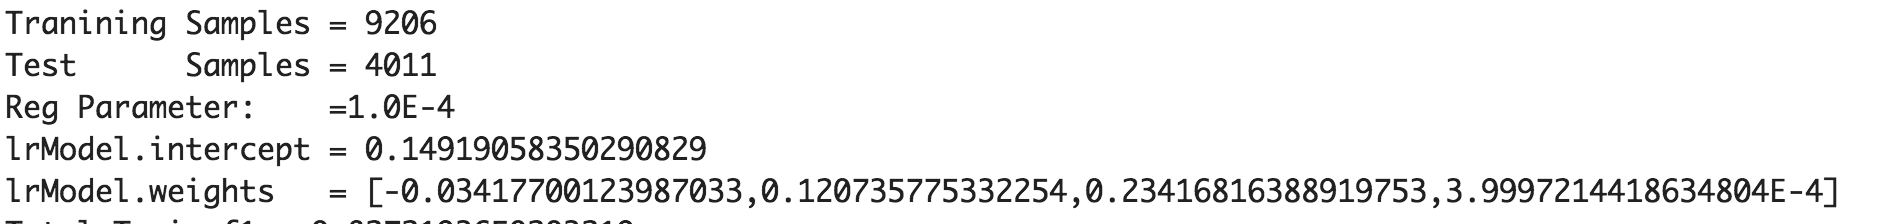 Tranining Samples = 9206
Test      Samples = 4011
Reg Parameter:    =1.0E-4
lrModel.intercept = 0.14919058350290829
lrModel.weights   = [-0.03417700123987033,0.120735775332254,0.23416816388919753,3.9997214418634804E-4]